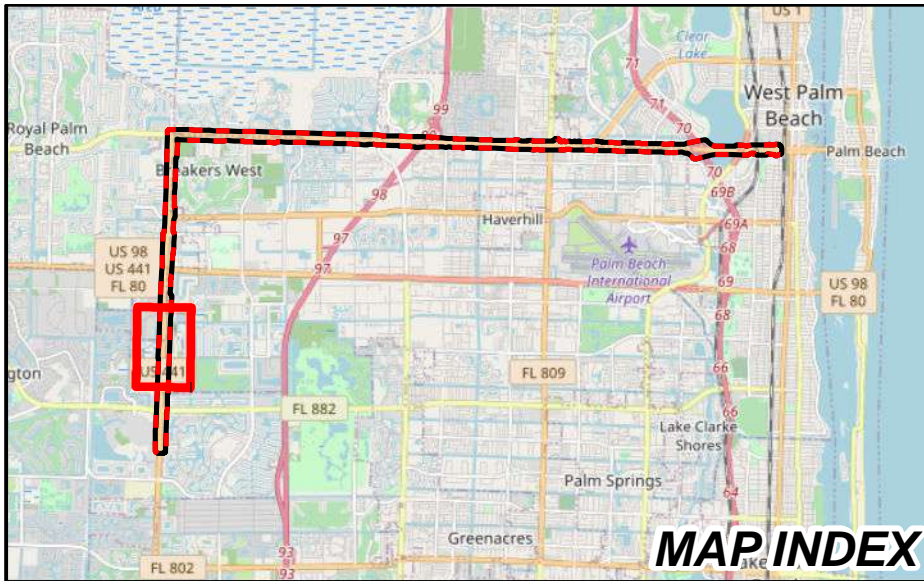 US 1
Clear
Lake
71
99
71
West Palm
Beach
Royal Palm
Beach
70
Palm Beach
Breakers West
70
98
69B
Haverhill
69A
97
68
US 98
US 441
FL 80
97
Palm Beach
International
Airport
69
US 98
FL 80
68
US 441
66
FL 809
FL 882
66
Lake Clarke
Shores
Palm Springs
64
Greenacres
93
93
FL 802
MAP INDEX